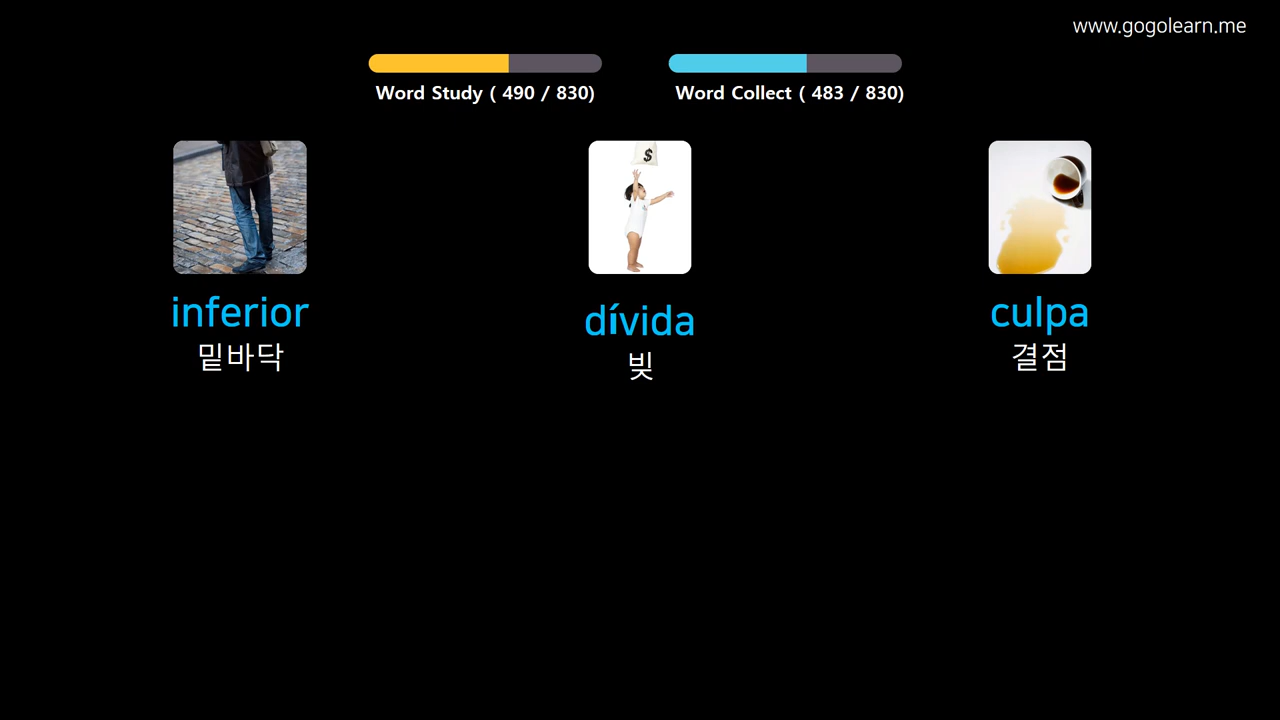 www.gogolearn.me
Word Study ( 490 / 830)
Word Collect ( 483 / 830)
$
inferior
밑바닥
dívida
빚
culpa
결점